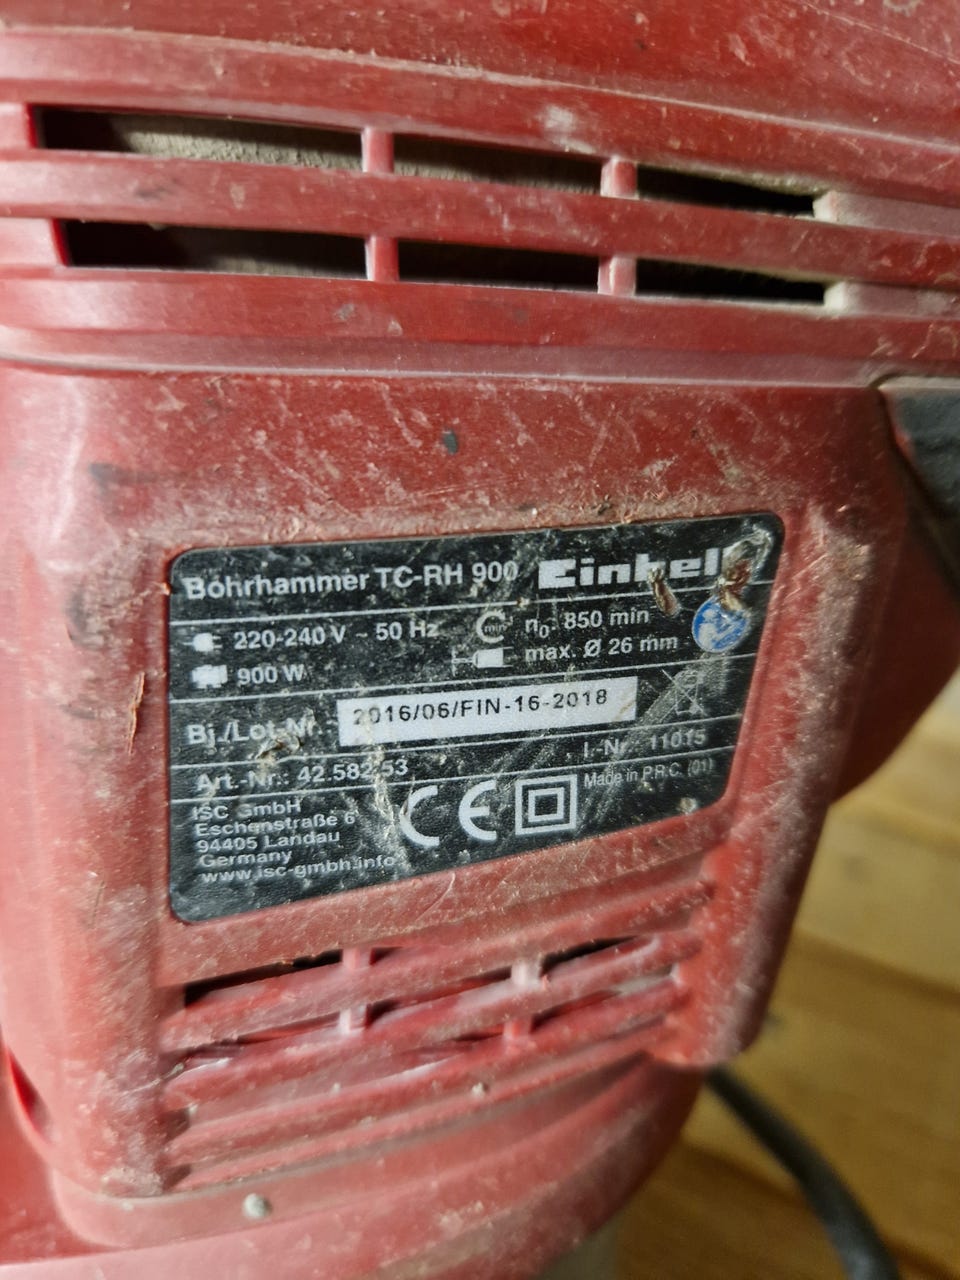 Bohrhammer TC-RH 900 Einhell
220-240 V ~ 50 Hz
min⁻¹
n₀: 850 min
900 W
max. Ø 26 mm
Bj./Lot-Nr.: 2016/06/FIN-16-2018
Art.-Nr.: 42.582.53
I.-Nr.: 11015
ISC GmbH
Eschenstraße 6
94405 Landau
Germany
www.isc-gmbh.info
CE
Made in P.R.C. (01)